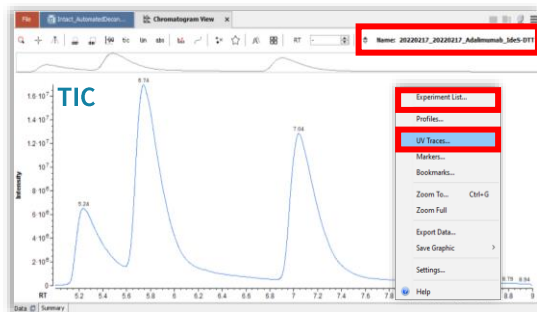 File Intact_AutomatedDecon... Chromatogram View x
tic lin abs RT - Name: 20220217_20220217_Adalimumab_IdeS-DTT
TIC
Experiment List...
Profiles...
UV Traces...
Markers...
Bookmarks...
Zoom To... Ctrl+G
Zoom Full
Export Data...
Save Graphic >
Settings...
Help
Intensity
1.6·10⁷
1.4·10⁷
1.2·10⁷
10⁷
8·10⁶
6·10⁶
4·10⁶
2·10⁶
0
5.24
5.74
7.04
8.79 8.94
RT 5.2 5.4 5.6 5.8 6 6.2 6.4 6.6 6.8 7 7.2 7.4 7.6 7.8 8.6 8.8 9
Data Summary